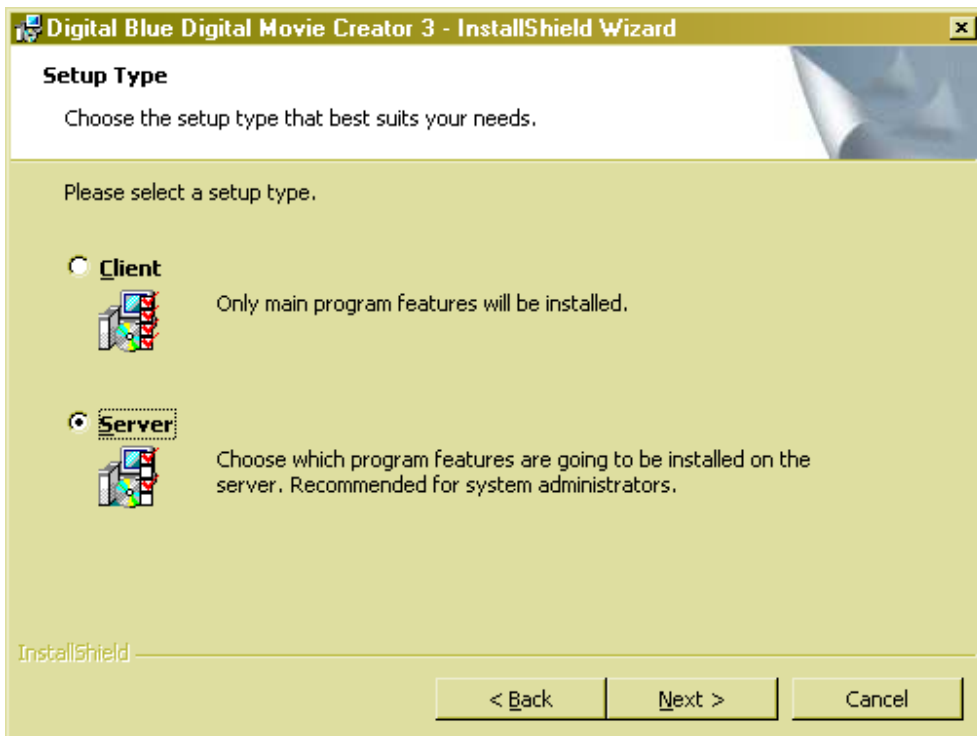 Digital Blue Digital Movie Creator 3 - InstallShield Wizard
Setup Type
Choose the setup type that best suits your needs.
Please select a setup type.
Client
Only main program features will be installed.
Server
Choose which program features are going to be installed on the
server. Recommended for system administrators.
InstallShield
< Back
Next >
Cancel